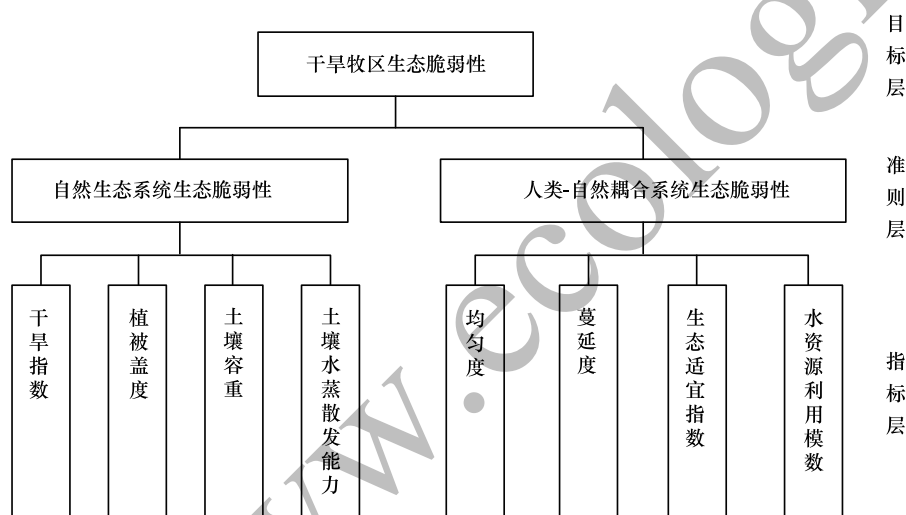 目标层
干旱牧区生态脆弱性
准则层
自然生态系统生态脆弱性
人类-自然耦合系统生态脆弱性
指标层
干旱指数
植被盖度
土壤容重
土壤水蒸散发能力
均匀度
蔓延度
生态适宜指数
水资源利用模数
www.ecologi